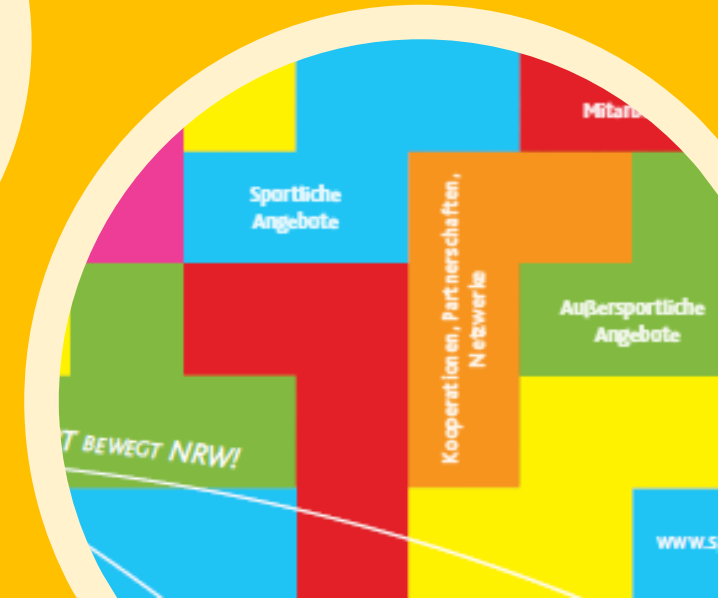 Sportliche
Angebote
Kooperationen, Partnerschaften,
Netzwerke
Außersportliche
Angebote
BEWEGT NRW!